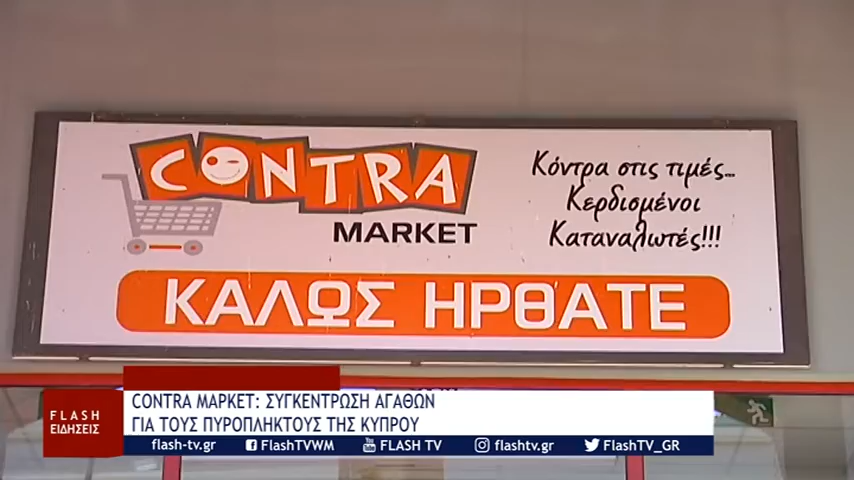 CONTRA
MARKET
Κόντρα στις τιμές...
Κερδισμένοι
Καταναλωτές!!!
ΚΑΛΩΣ ΗΡΘΑΤΕ
FLASH
ΕΙΔΗΣΕΙΣ
CONTRA ΜΑΡΚΕΤ: ΣΥΓΚΕΝΤΡΩΣΗ ΑΓΑΘΩΝ
ΓΙΑ ΤΟΥΣ ΠΥΡΟΠΛΗΚΤΟΥΣ ΤΗΣ ΚΥΠΡΟΥ
flash-tv.gr FlashTVWM FLASH TV flashtv.gr FlashTV_GR